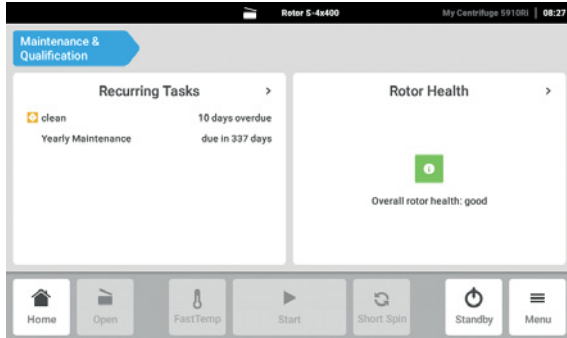 Rotor S-4x400
My Centrifuge 5910Ri | 08:27
Maintenance &
Qualification
Recurring Tasks >
Rotor Health >
clean 10 days overdue
Yearly Maintenance due in 337 days
Overall rotor health: good
Home
Open
FastTemp
Start
Short Spin
Standby
Menu